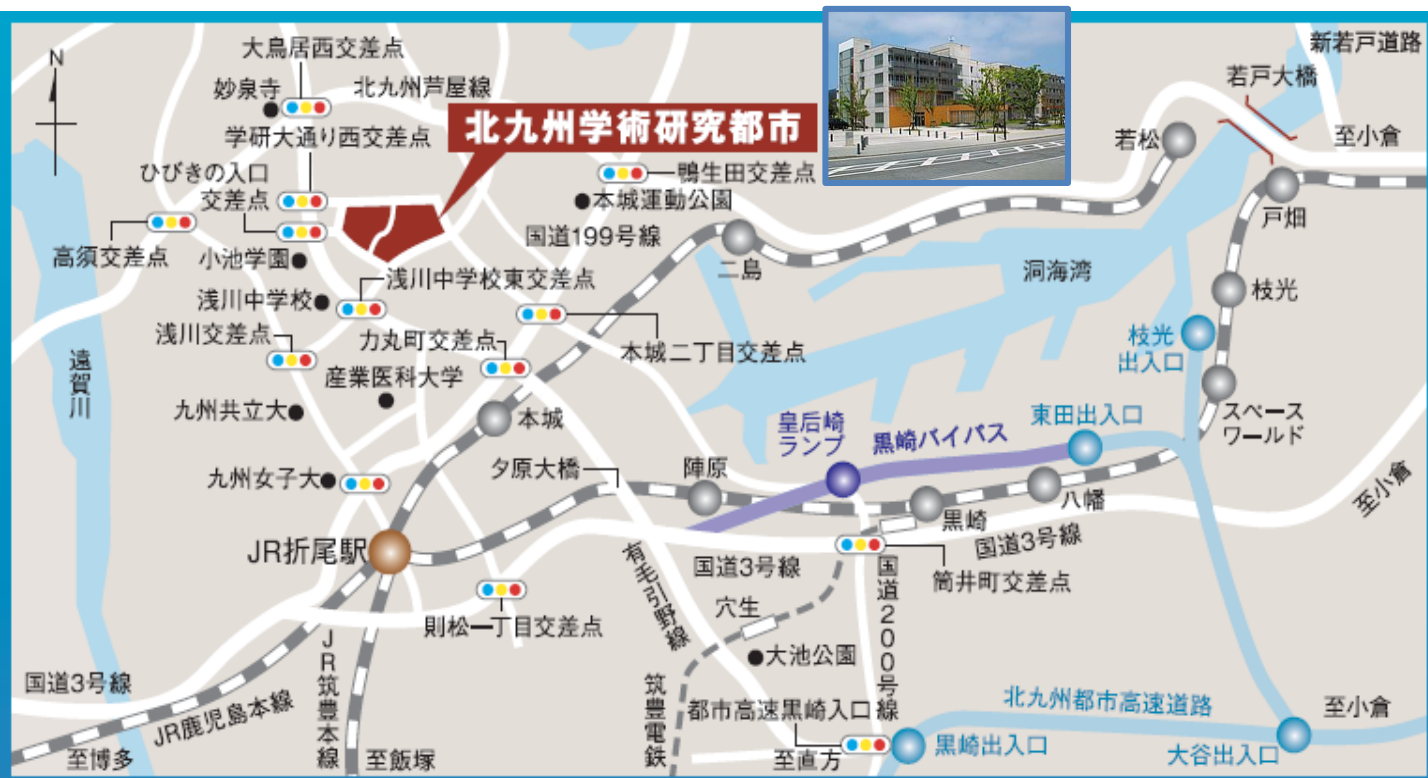 大鳥居西交差点
新若戸道路
N
妙泉寺
北九州芦屋線
若戸大橋
北九州学術研究都市
学研大通り西交差点
若松
至小倉
ひびきの入口
交差点
鴨生田交差点
本城運動公園
戸畑
高須交差点
小池学園
国道199号線
二島
洞海湾
浅川中学校東交差点
浅川中学校
枝光
浅川交差点
力丸町交差点
本城二丁目交差点
枝光
出入口
遠賀川
産業医科大学
九州共立大
本城
皇后崎
ランプ
黒崎バイパス
東田出入口
スペース
ワールド
九州女子大
夕原大橋
陣原
八幡
至小倉
黒崎
JR折尾駅
国道3号線
国道3号線
有毛引野線
国道200号線
筒井町交差点
穴生
則松一丁目交差点
大池公園
国道3号線
JR鹿児島本線
JR筑豊本線
筑豊電鉄
都市高速黒崎入口
北九州都市高速道路
至小倉
至博多
至飯塚
至直方
黒崎出入口
大谷出入口